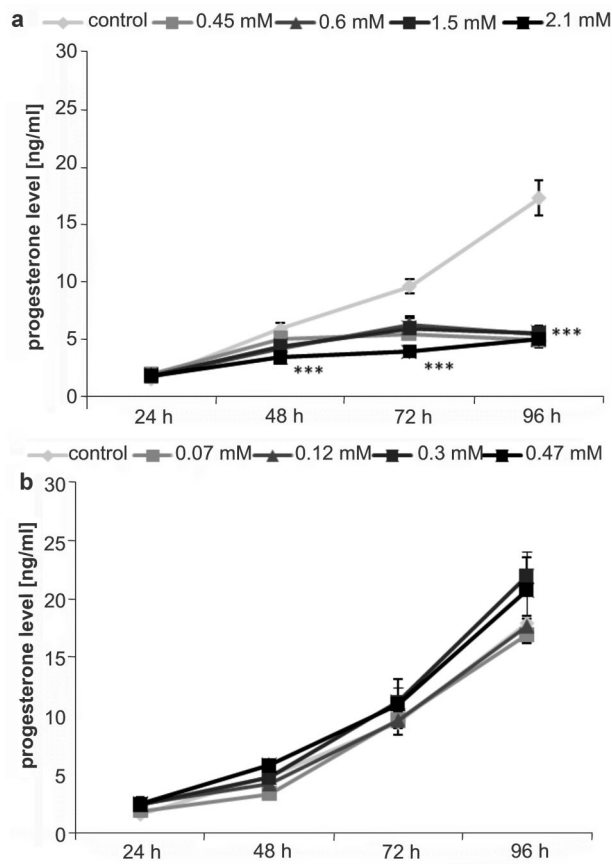 a control 0.45 mM 0.6 mM 1.5 mM 2.1 mM
progesterone level [ng/ml]
30
25
20
15
10
5
0
***
***
***
24 h 48 h 72 h 96 h
control 0.07 mM 0.12 mM 0.3 mM 0.47 mM
b
progesterone level [ng/ml]
30
25
20
15
10
5
0
24 h 48 h 72 h 96 h